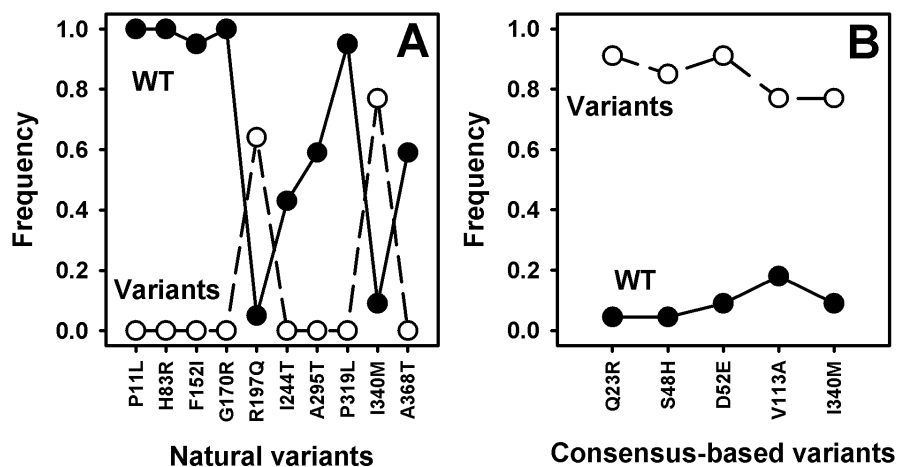 A
WT
Variants
Frequency
1.0
0.8
0.6
0.4
0.2
0.0
P11L
H83R
F152I
G170R
R197Q
I244T
A295T
P319L
I340M
A368T
Natural variants
B
Variants
WT
Frequency
1.0
0.8
0.6
0.4
0.2
0.0
Q23R
S48H
D52E
V113A
I340M
Consensus-based variants